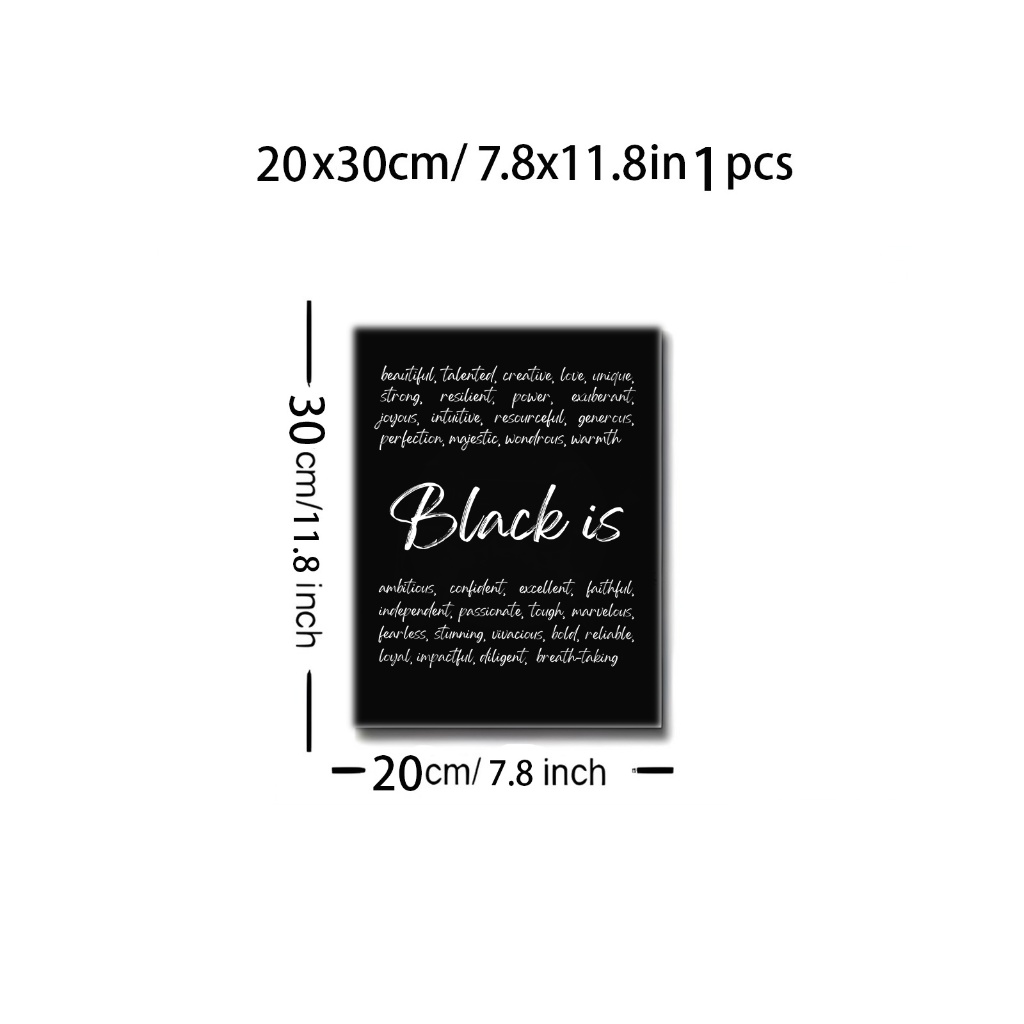 20x30cm/ 7.8x11.8in 1 pcs
30cm/11.8 inch
beautiful, talented, creative, love, unique,
strong, resilient, power, exuberant,
joyous, intuitive, resourceful, generous,
perfection, majestic, wondrous, warmth
Black is
ambitious, confident, excellent, faithful,
independent, passionate, tough, marvelous,
fearless, stunning, vivacious, bold, reliable,
loyal, impactful, diligent, breath-taking
20cm/ 7.8 inch